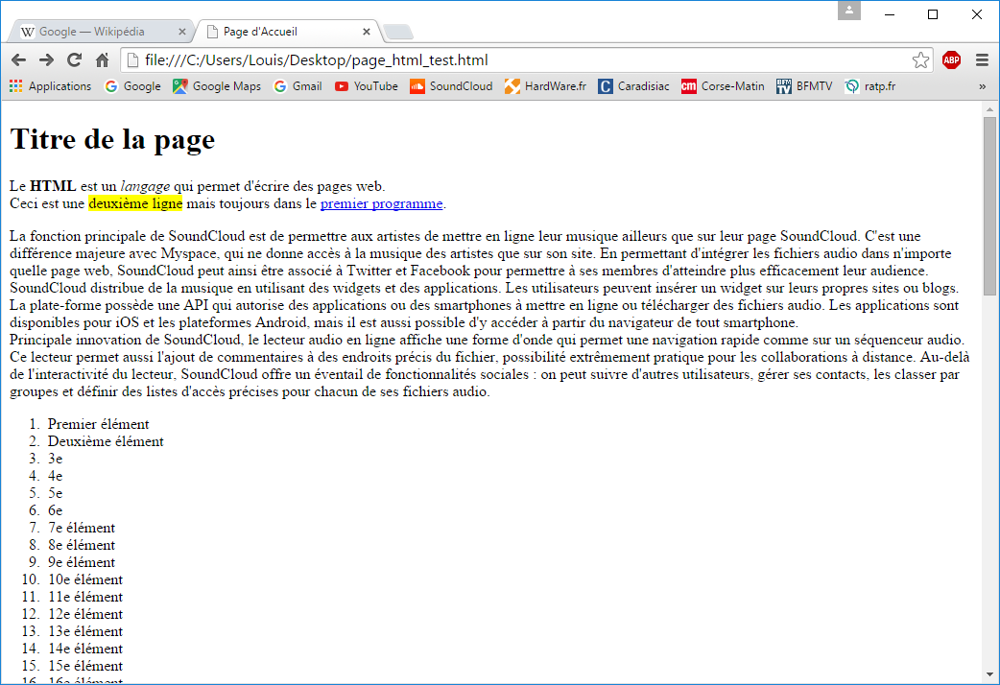 Google — Wikipédia
Page d'Accueil
file:///C:/Users/Louis/Desktop/page_html_test.html
ABP
Applications Google Google Maps Gmail YouTube SoundCloud HardWare.fr Caradisiac Corse-Matin BFMTV ratp.fr »
Titre de la page
Le HTML est un langage qui permet d'écrire des pages web.
Ceci est une deuxième ligne mais toujours dans le premier programme.
La fonction principale de SoundCloud est de permettre aux artistes de mettre en ligne leur musique ailleurs que sur leur page SoundCloud. C'est une
différence majeure avec Myspace, qui ne donne accès à la musique des artistes que sur son site. En permettant d'intégrer les fichiers audio dans n'importe
quelle page web, SoundCloud peut ainsi être associé à Twitter et Facebook pour permettre à ses membres d'atteindre plus efficacement leur audience.
SoundCloud distribue de la musique en utilisant des widgets et des applications. Les utilisateurs peuvent insérer un widget sur leurs propres sites ou blogs.
La plate-forme possède une API qui autorise des applications ou des smartphones à mettre en ligne ou télécharger des fichiers audio. Les applications sont
disponibles pour iOS et les plateformes Android, mais il est aussi possible d'y accéder à partir du navigateur de tout smartphone.
Principale innovation de SoundCloud, le lecteur audio en ligne affiche une forme d'onde qui permet une navigation rapide comme sur un séquenceur audio.
Ce lecteur permet aussi l'ajout de commentaires à des endroits précis du fichier, possibilité extrêmement pratique pour les collaborations à distance. Au-delà
de l'interactivité du lecteur, SoundCloud offre un éventail de fonctionnalités sociales : on peut suivre d'autres utilisateurs, gérer ses contacts, les classer par
groupes et définir des listes d'accès précises pour chacun de ses fichiers audio.
1. Premier élément
2. Deuxième élément
3. 3e
4. 4e
5. 5e
6. 6e
7. 7e élément
8. 8e élément
9. 9e élément
10. 10e élément
11. 11e élément
12. 12e élément
13. 13e élément
14. 14e élément
15. 15e élément
16. 16e élément